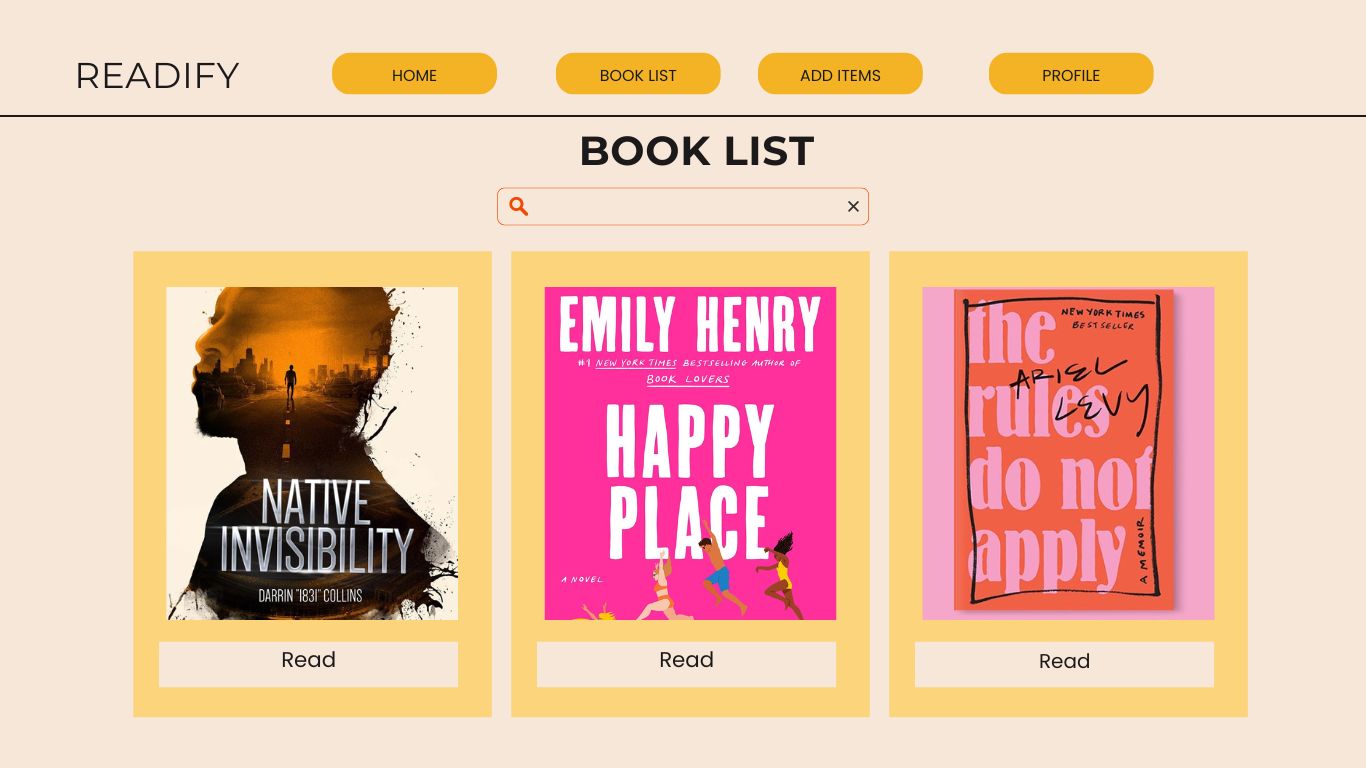 READIFY
HOME
BOOK LIST
ADD ITEMS
PROFILE
BOOK LIST
NATIVE
INVISIBILITY
DARRIN "1831" COLLINS
Read
EMILY HENRY
#1 NEW YORK TIMES BESTSELLING AUTHOR OF
BOOK LOVERS
HAPPY
PLACE
A NOVEL
Read
NEW YORK TIMES
BESTSELLER
the
ARIEL
rules
LEVY
do not
apply
A MEMOIR
Read